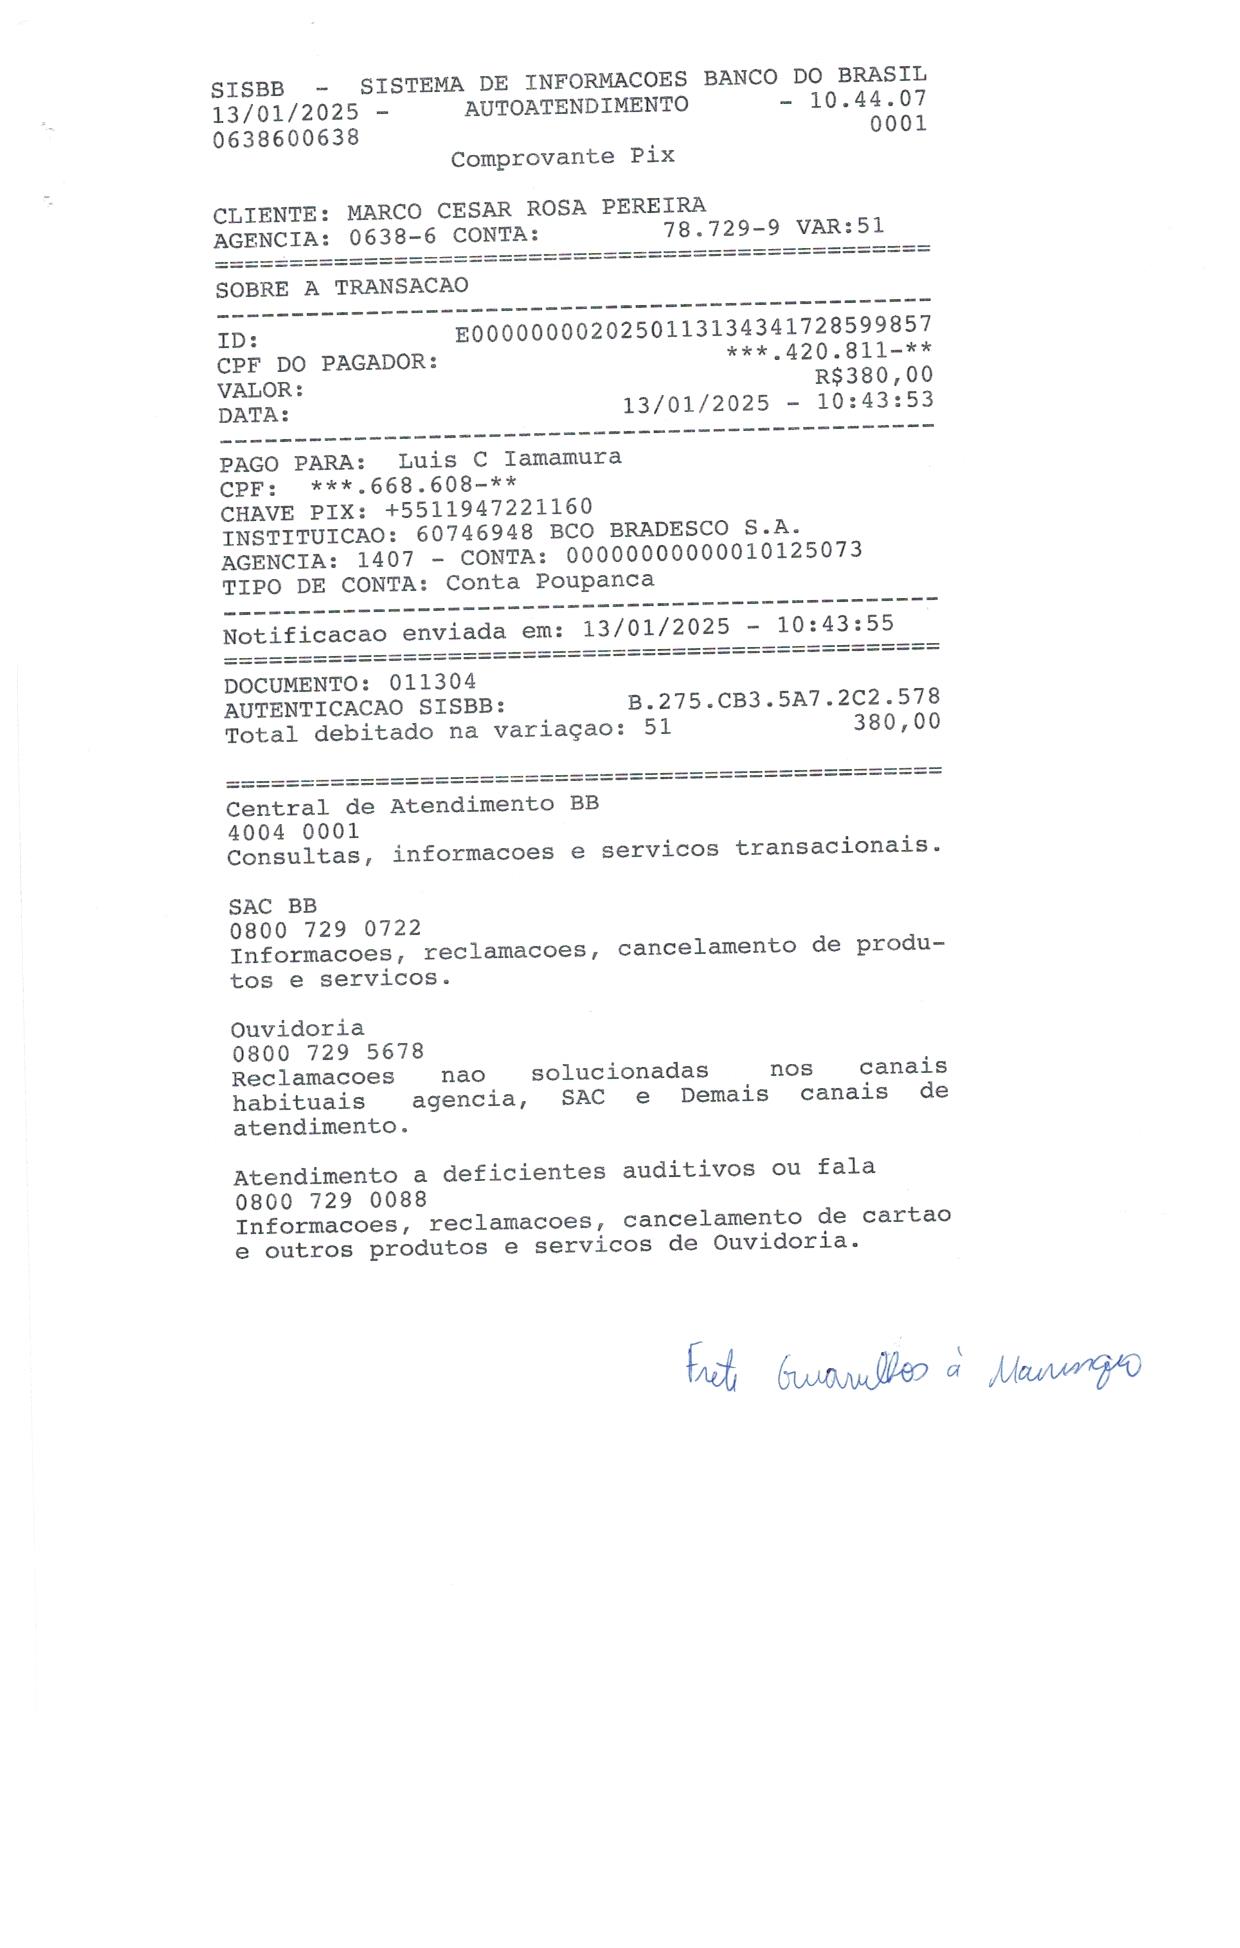 SISBB - SISTEMA DE INFORMACOES BANCO DO BRASIL
13/01/2025 - AUTOATENDIMENTO - 10.44.07
0638600638 0001
Comprovante Pix
CLIENTE: MARCO CESAR ROSA PEREIRA
AGENCIA: 0638-6 CONTA: 78.729-9 VAR:51
================================================
SOBRE A TRANSACAO
------------------------------------------------
ID: E00000000202501131343417285​99857
CPF DO PAGADOR: ***.420.811-**
VALOR: R$380,00
DATA: 13/01/2025 - 10:43:53
------------------------------------------------
PAGO PARA: Luis C Iamamura
CPF: ***.668.608-**
CHAVE PIX: +5511947221160
INSTITUICAO: 60746948 BCO BRADESCO S.A.
AGENCIA: 1407 - CONTA: 00000000000010125073
TIPO DE CONTA: Conta Poupanca
------------------------------------------------
Notificacao enviada em: 13/01/2025 - 10:43:55
================================================
DOCUMENTO: 011304
AUTENTICACAO SISBB: B.275.CB3.5A7.2C2.578
Total debitado na variaçao: 51 380,00
================================================
Central de Atendimento BB
4004 0001
Consultas, informacoes e servicos transacionais.
SAC BB
0800 729 0722
Informacoes, reclamacoes, cancelamento de produ-
tos e servicos.
Ouvidoria
0800 729 5678
Reclamacoes nao solucionadas nos canais
habituais agencia, SAC e Demais canais de
atendimento.
Atendimento a deficientes auditivos ou fala
0800 729 0088
Informacoes, reclamacoes, cancelamento de cartao
e outros produtos e servicos de Ouvidoria.
Frete Guarulhos à